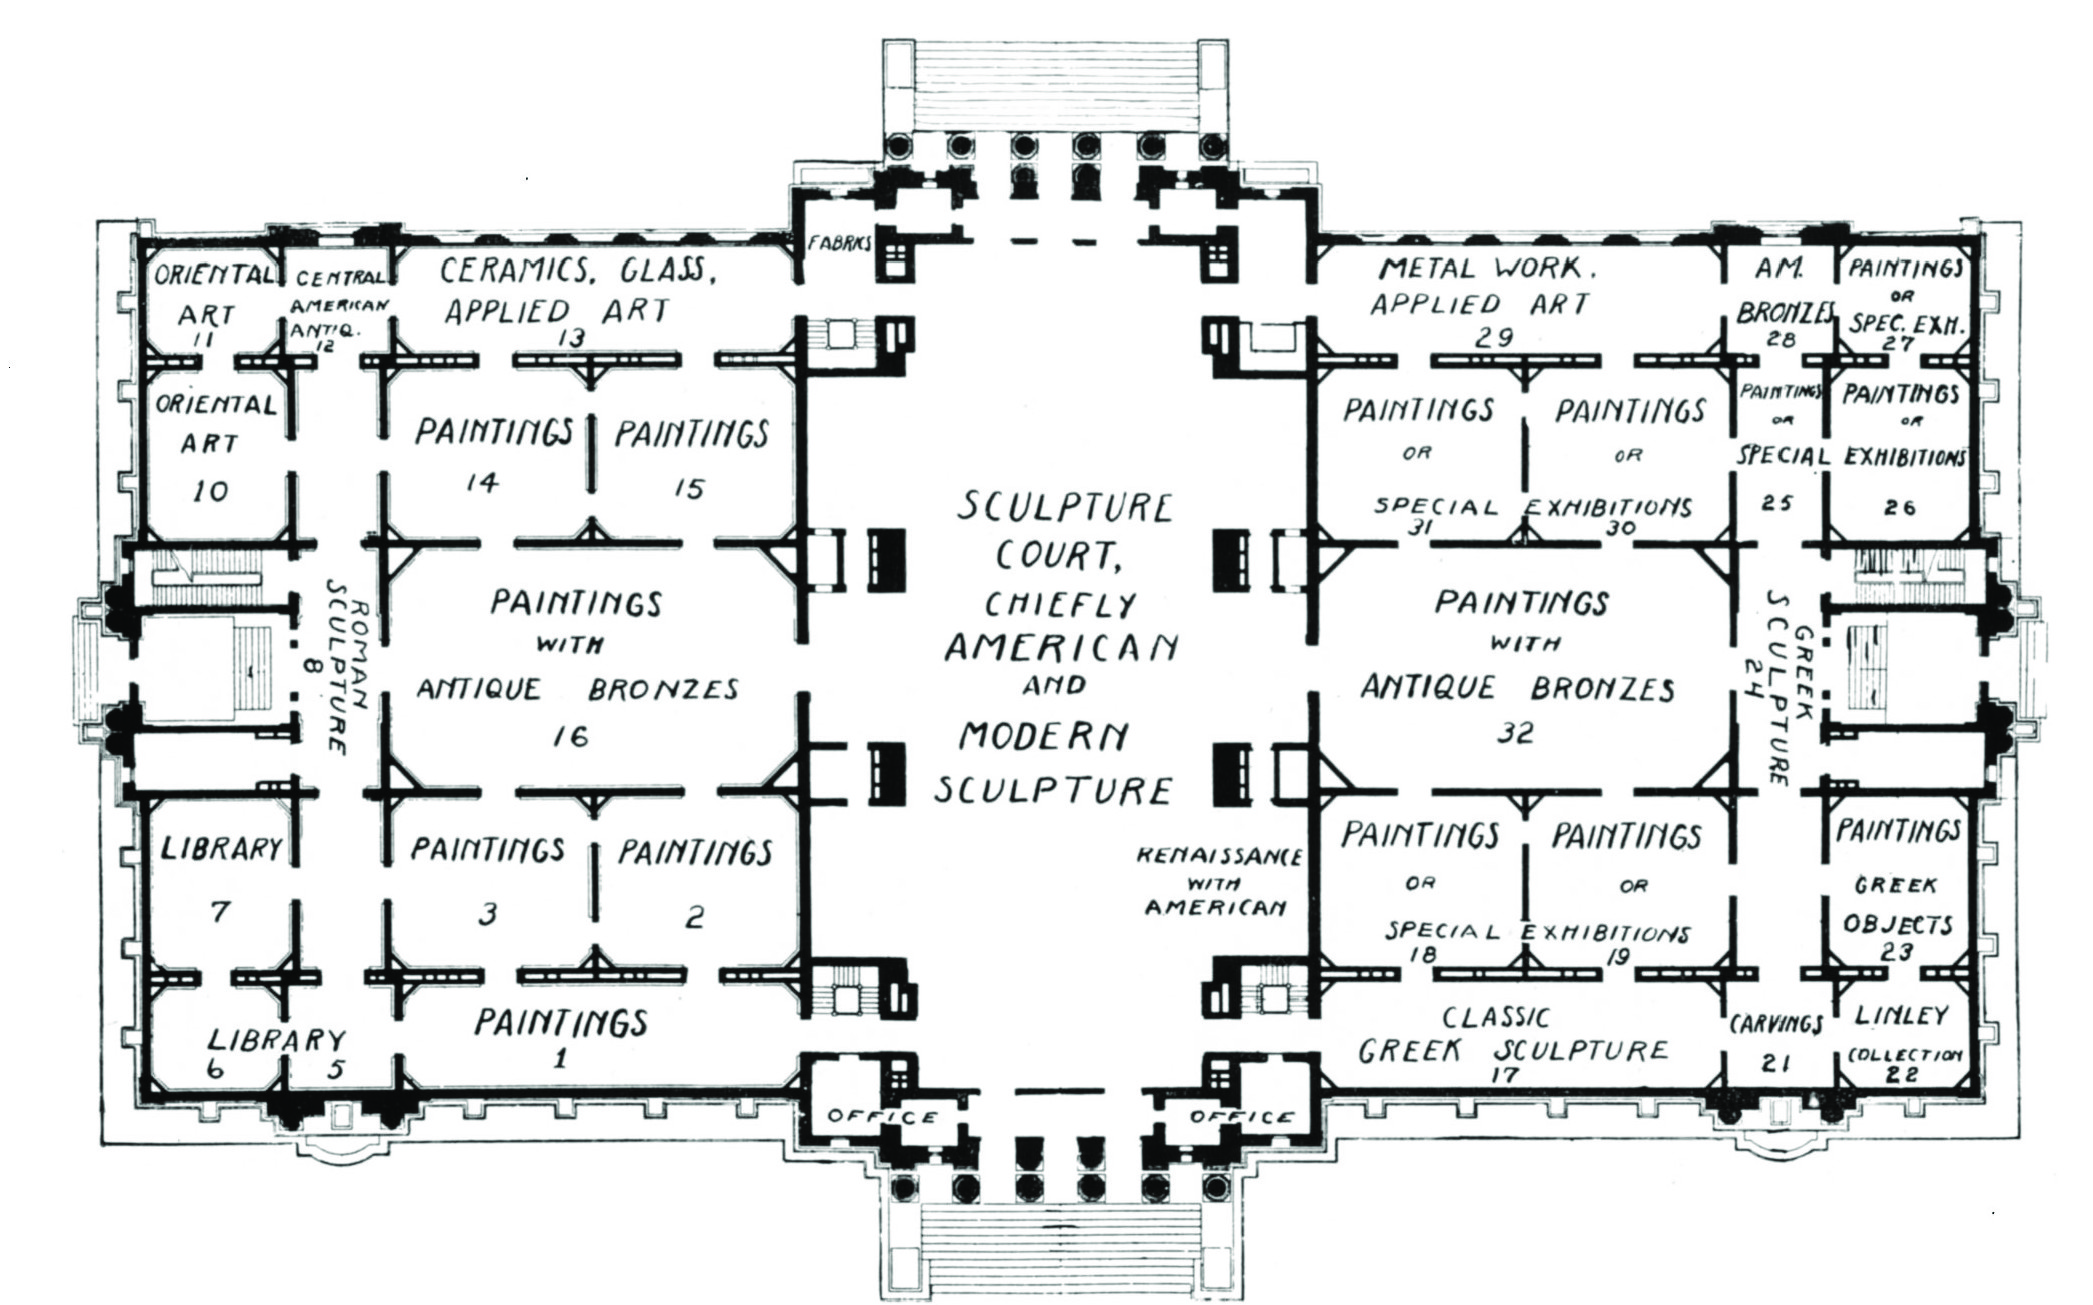 FABRICS
ORIENTAL
ART
11
CENTRAL
AMERICAN
ANTIQ.
12
CERAMICS, GLASS,
APPLIED ART
13
METAL WORK.
APPLIED ART
29
AM.
BRONZES
28
PAINTINGS
OR
SPEC. EXH.
27
ORIENTAL
ART
10
PAINTINGS
14
PAINTINGS
15
PAINTINGS
OR
PAINTINGS
OR
SPECIAL EXHIBITIONS
31
30
PAINTINGS
OR
PAINTINGS
OR
SPECIAL EXHIBITIONS
25
26
ROMAN
SCULPTURE
8
PAINTINGS
WITH
ANTIQUE BRONZES
16
SCULPTURE
COURT,
CHIEFLY
AMERICAN
AND
MODERN
SCULPTURE
PAINTINGS
WITH
ANTIQUE BRONZES
32
GREEK
SCULPTURE
24
LIBRARY
7
PAINTINGS
3
PAINTINGS
2
RENAISSANCE
WITH
AMERICAN
PAINTINGS
OR
PAINTINGS
OR
SPECIAL EXHIBITIONS
18
19
PAINTINGS
GREEK
OBJECTS
23
LIBRARY
6
5
PAINTINGS
1
CLASSIC
GREEK SCULPTURE
17
CARVINGS
21
LINLEY
COLLECTION
22
OFFICE
OFFICE